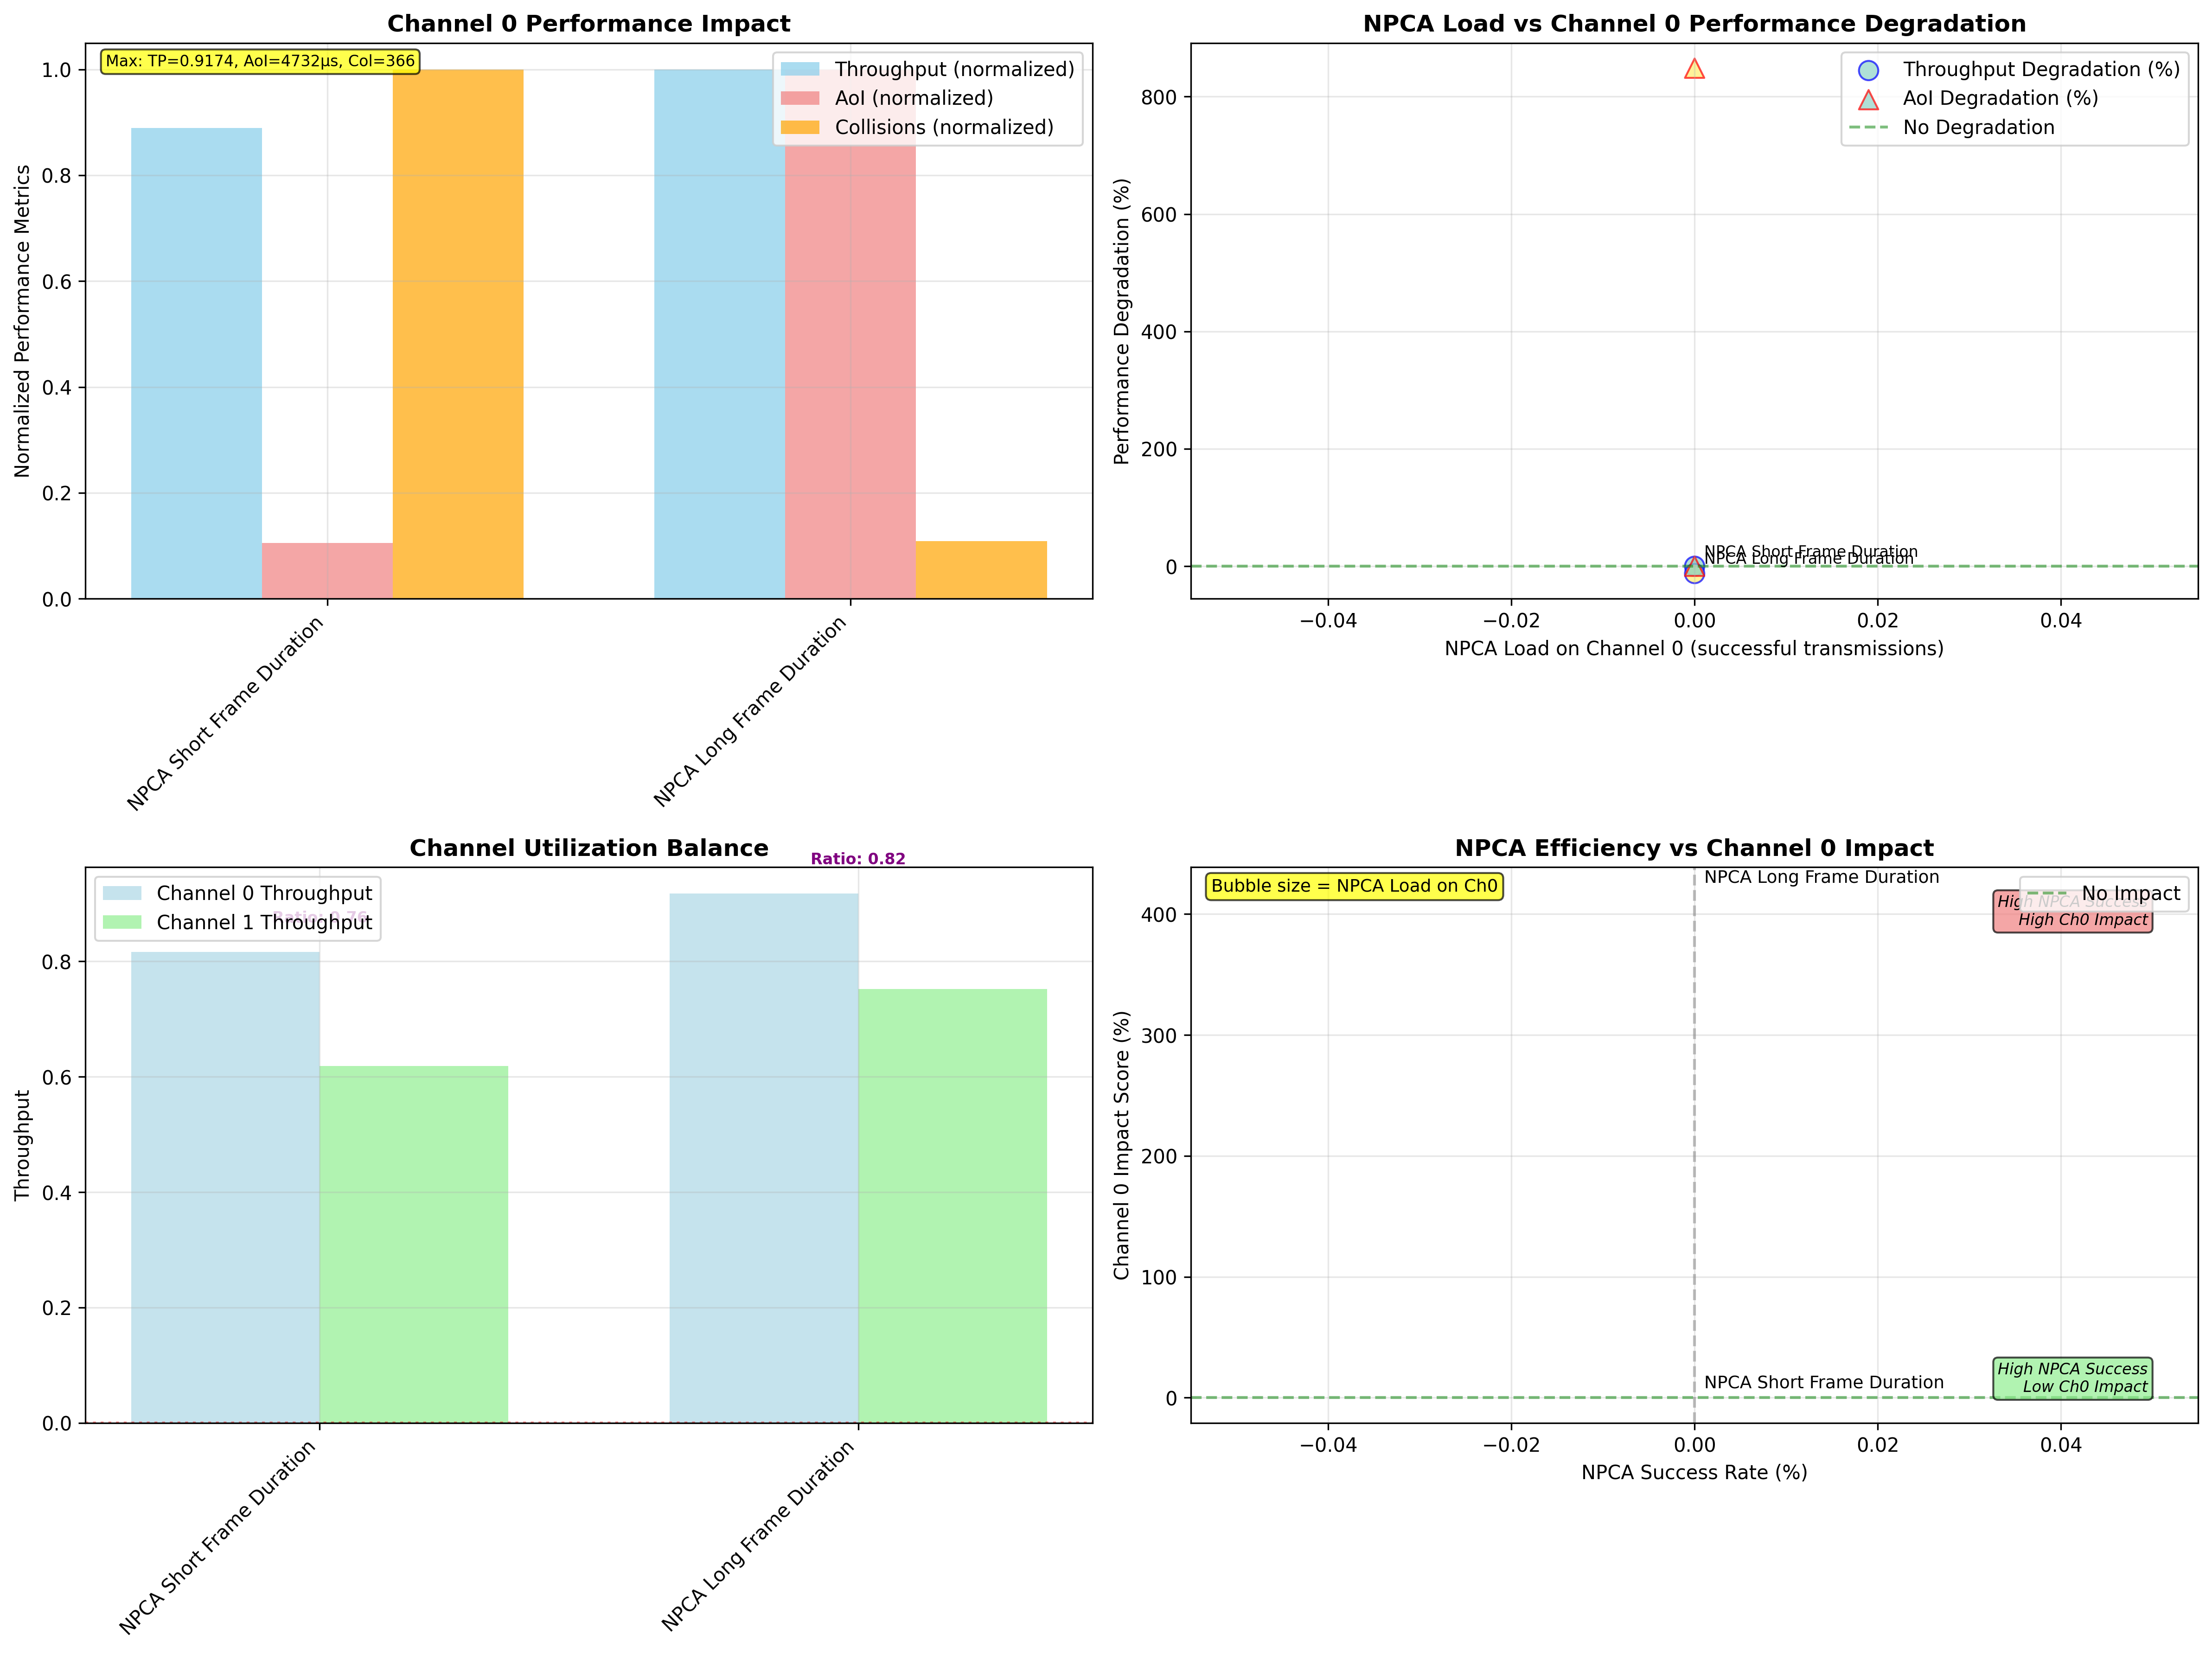 Channel 0 Performance Impact
Max: TP=0.9174, AoI=4732μs, Col=366
Throughput (normalized)
AoI (normalized)
Collisions (normalized)
Normalized Performance Metrics
1.0
0.8
0.6
0.4
0.2
0.0
NPCA Short Frame Duration
NPCA Long Frame Duration
NPCA Load vs Channel 0 Performance Degradation
Throughput Degradation (%)
AoI Degradation (%)
No Degradation
Performance Degradation (%)
800
600
400
200
0
NPCA Short Frame Duration
NPCA Long Frame Duration
−0.04
−0.02
0.00
0.02
0.04
NPCA Load on Channel 0 (successful transmissions)
Channel Utilization Balance
Ratio: 0.82
Channel 0 Throughput
Ratio: 0.76
Channel 1 Throughput
Throughput
0.8
0.6
0.4
0.2
0.0
NPCA Short Frame Duration
NPCA Long Frame Duration
NPCA Efficiency vs Channel 0 Impact
Bubble size = NPCA Load on Ch0
NPCA Long Frame Duration
No Impact
High NPCA Success
High Ch0 Impact
Channel 0 Impact Score (%)
400
300
200
100
0
NPCA Short Frame Duration
High NPCA Success
Low Ch0 Impact
−0.04
−0.02
0.00
0.02
0.04
NPCA Success Rate (%)